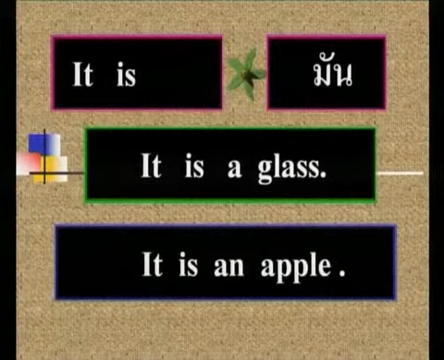 It is มัน
It is a glass.
It is an apple .